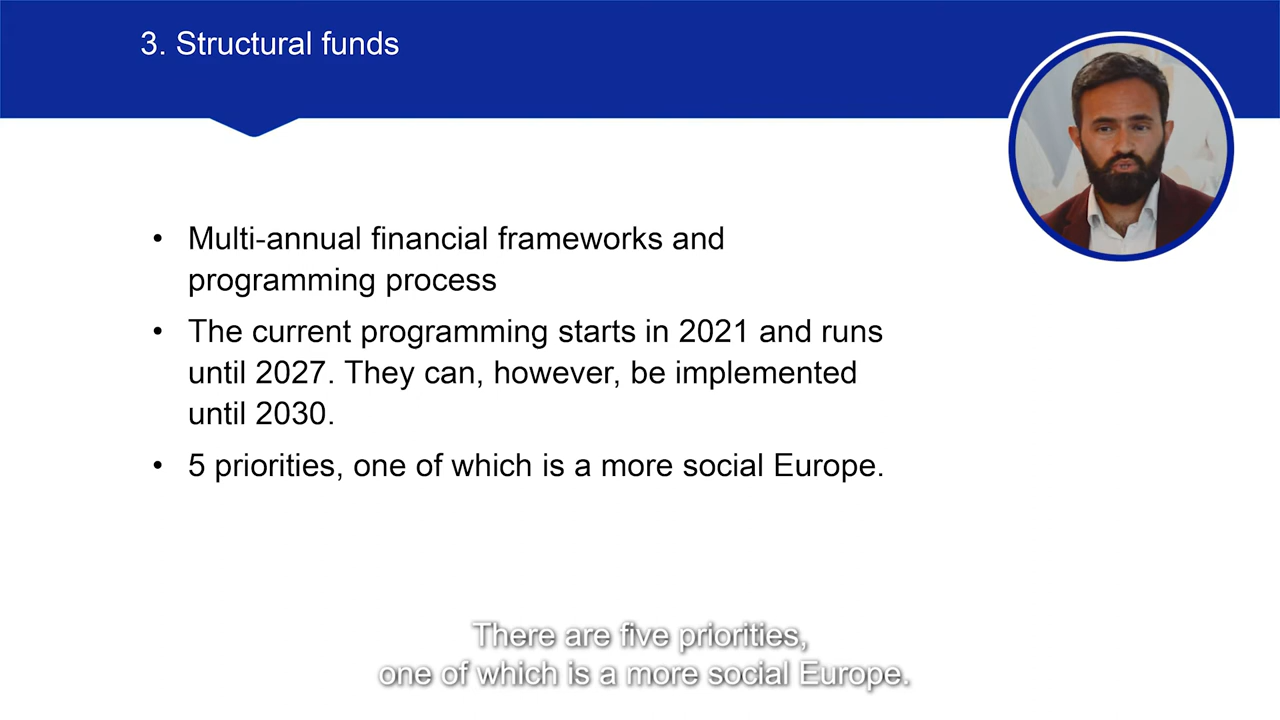 3. Structural funds
• Multi-annual financial frameworks and
programming process
• The current programming starts in 2021 and runs
until 2027. They can, however, be implemented
until 2030.
• 5 priorities, one of which is a more social Europe.
There are five priorities,
one of which is a more social Europe.